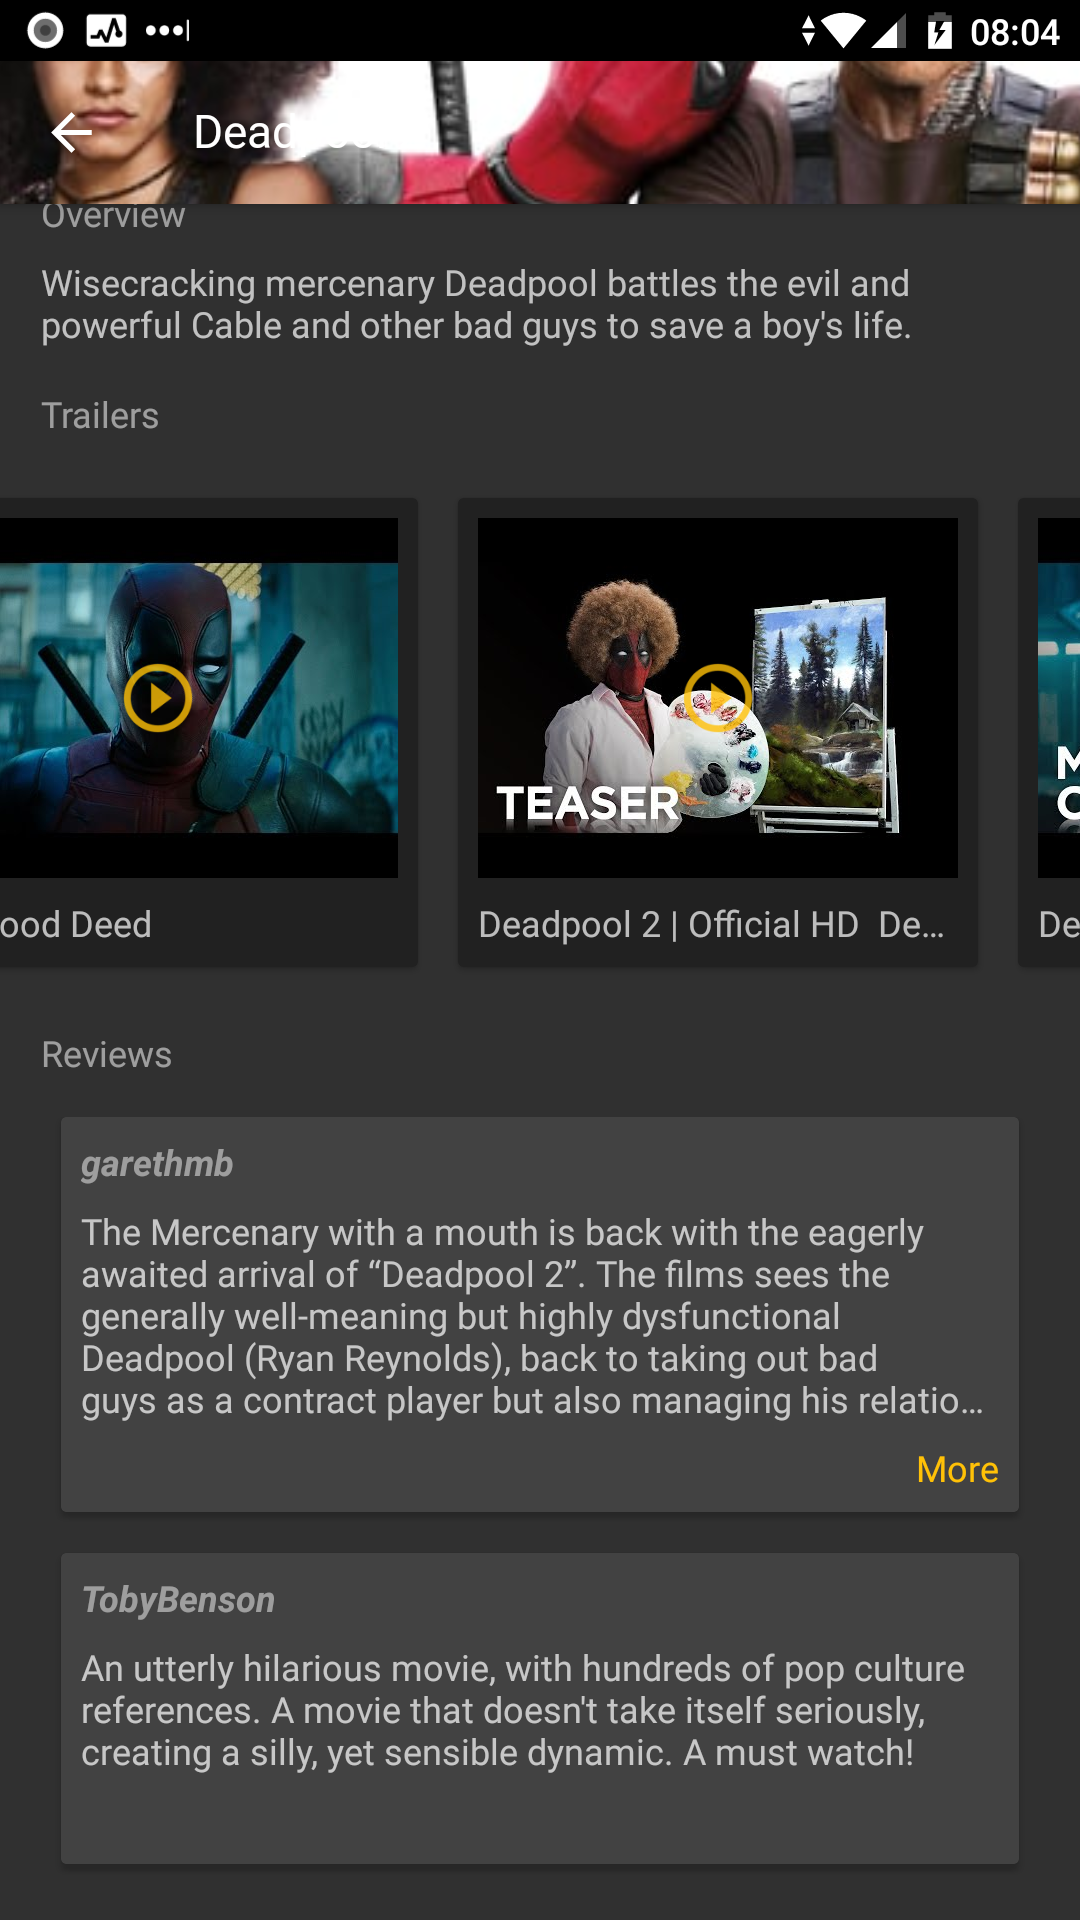 08:04
Deadpool
Overview
Wisecracking mercenary Deadpool battles the evil and
powerful Cable and other bad guys to save a boy's life.
Trailers
TEASER
ood Deed
Deadpool 2 | Official HD De...
De
Reviews
garethmb
The Mercenary with a mouth is back with the eagerly
awaited arrival of “Deadpool 2”. The films sees the
generally well-meaning but highly dysfunctional
Deadpool (Ryan Reynolds), back to taking out bad
guys as a contract player but also managing his relatio...
More
TobyBenson
An utterly hilarious movie, with hundreds of pop culture
references. A movie that doesn't take itself seriously,
creating a silly, yet sensible dynamic. A must watch!